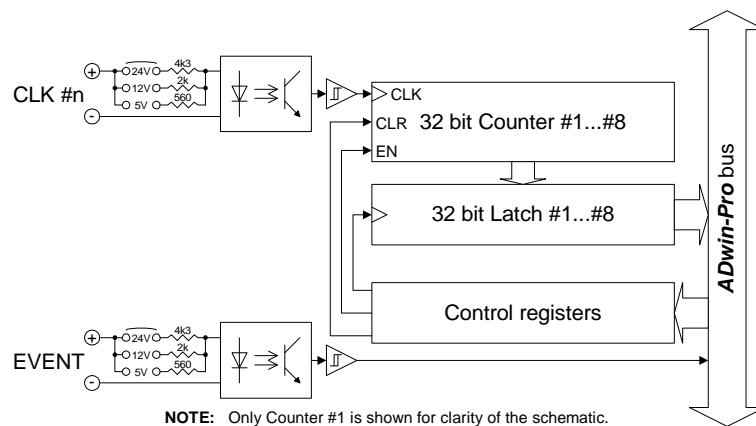 +
24V
4k3
12V
2k
5V
560
CLK #n
-
CLK
CLR
EN
32 bit Counter #1...#8
32 bit Latch #1...#8
Control registers
ADwin-Pro bus
+
24V
4k3
12V
2k
5V
560
EVENT
-
NOTE: Only Counter #1 is shown for clarity of the schematic.